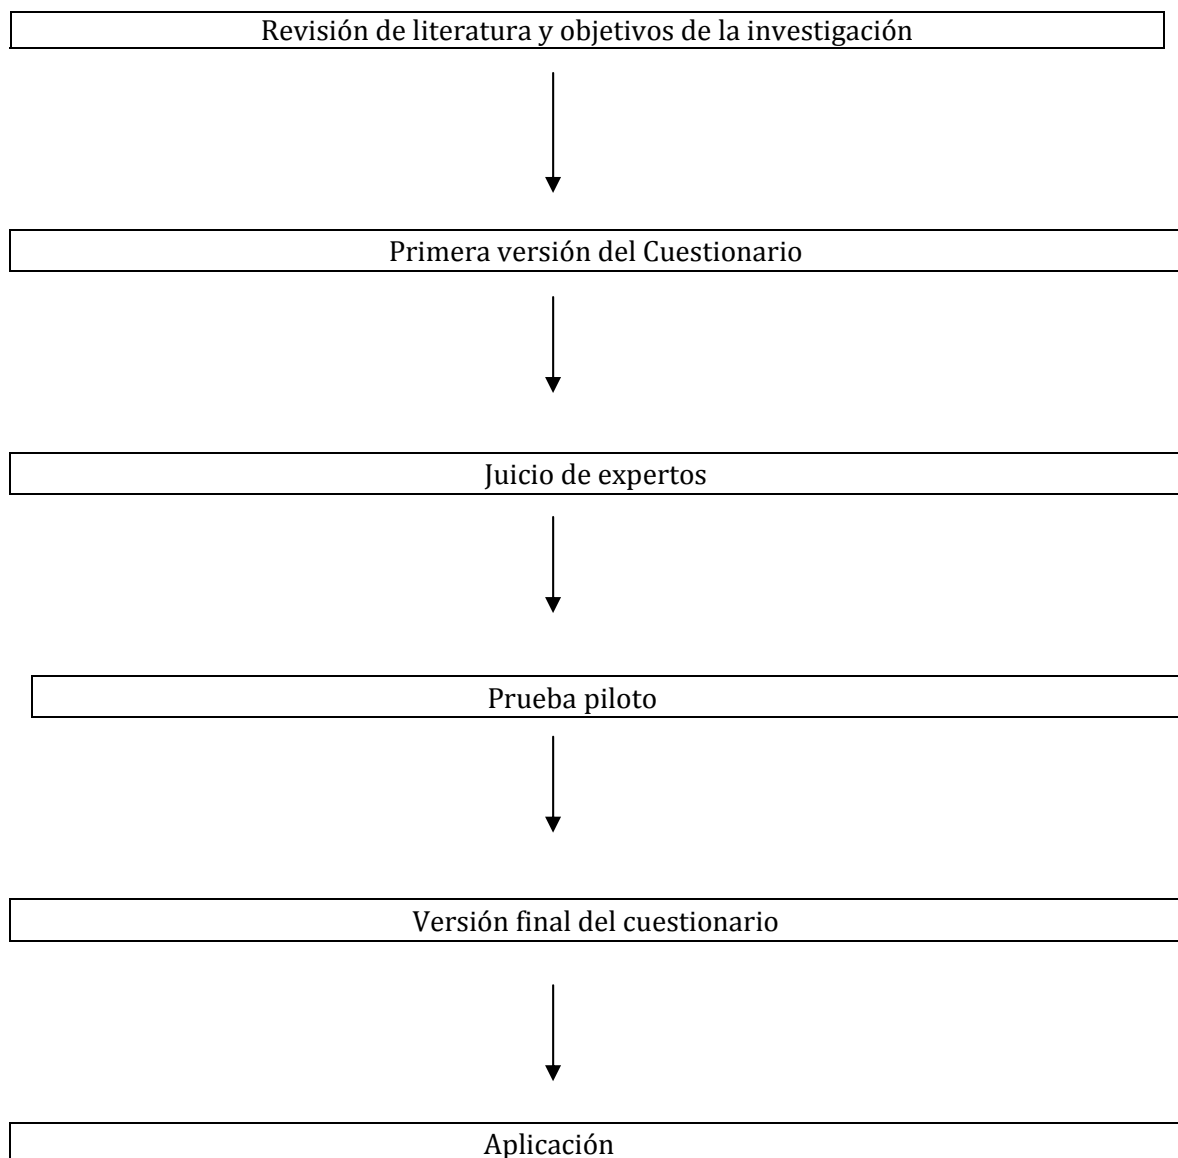 Revisión de literatura y objetivos de la investigación
Primera versión del Cuestionario
Juicio de expertos
Prueba piloto
Versión final del cuestionario
Aplicación